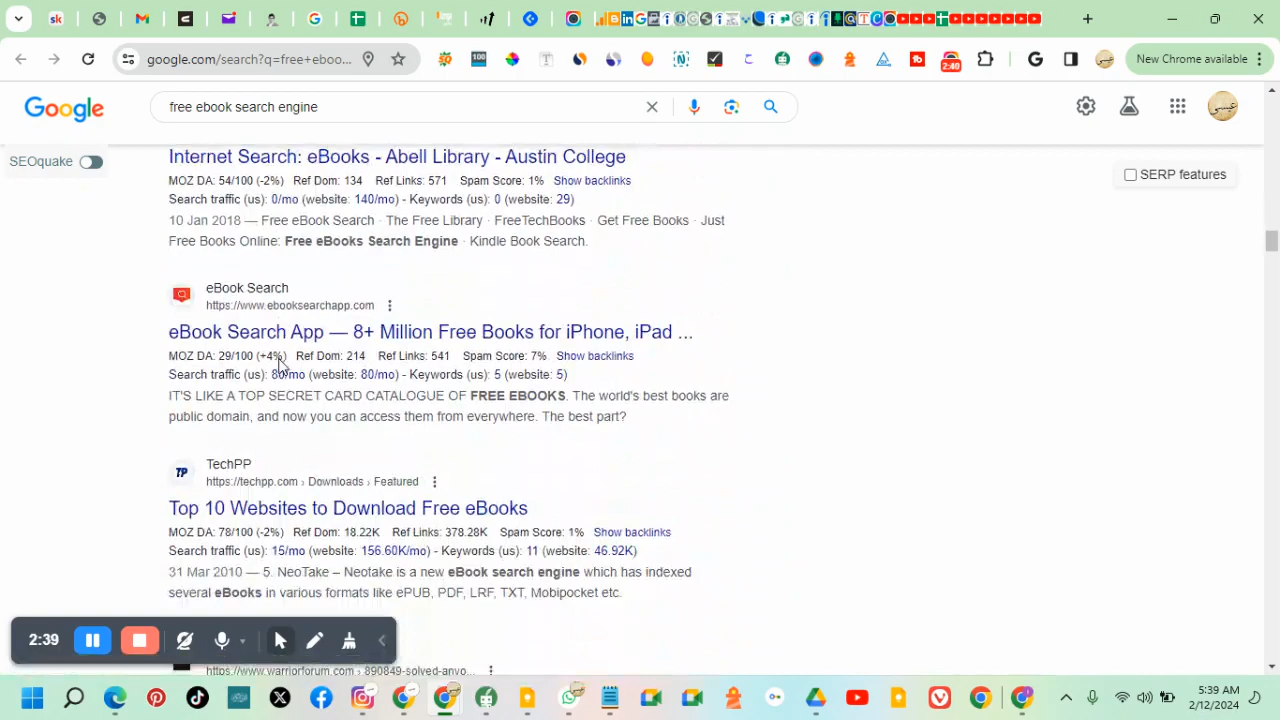 google.com/search?q=free+eboo...
New Chrome available
Google
free ebook search engine
SEOquake
SERP features
Internet Search: eBooks - Abell Library - Austin College
MOZ DA: 54/100 (-2%) Ref Dom: 134 Ref Links: 571 Spam Score: 1% Show backlinks
Search traffic (us): 0/mo (website: 140/mo) - Keywords (us): 0 (website: 29)
10 Jan 2018 — Free eBook Search · The Free Library · FreeTechBooks · Get Free Books · Just
Free Books Online: Free eBooks Search Engine · Kindle Book Search.
eBook Search
https://www.ebooksearchapp.com
eBook Search App — 8+ Million Free Books for iPhone, iPad ...
MOZ DA: 29/100 (+4%) Ref Dom: 214 Ref Links: 541 Spam Score: 7% Show backlinks
Search traffic (us): 80/mo (website: 80/mo) - Keywords (us): 5 (website: 5)
IT'S LIKE A TOP SECRET CARD CATALOGUE OF FREE EBOOKS. The world's best books are
public domain, and now you can access them from everywhere. The best part?
TP
TechPP
https://techpp.com › Downloads › Featured
Top 10 Websites to Download Free eBooks
MOZ DA: 78/100 (-2%) Ref Dom: 18.22K Ref Links: 378.28K Spam Score: 1% Show backlinks
Search traffic (us): 15/mo (website: 156.60K/mo) - Keywords (us): 11 (website: 46.92K)
31 Mar 2010 — 5. NeoTake – Neotake is a new eBook search engine which has indexed
several eBooks in various formats like ePUB, PDF, LRF, TXT, Mobipocket etc.
https://www.warriorforum.com › 890849-solved-anyo...
2:39
2:40
100
sk
5:39 AM
2/12/2024